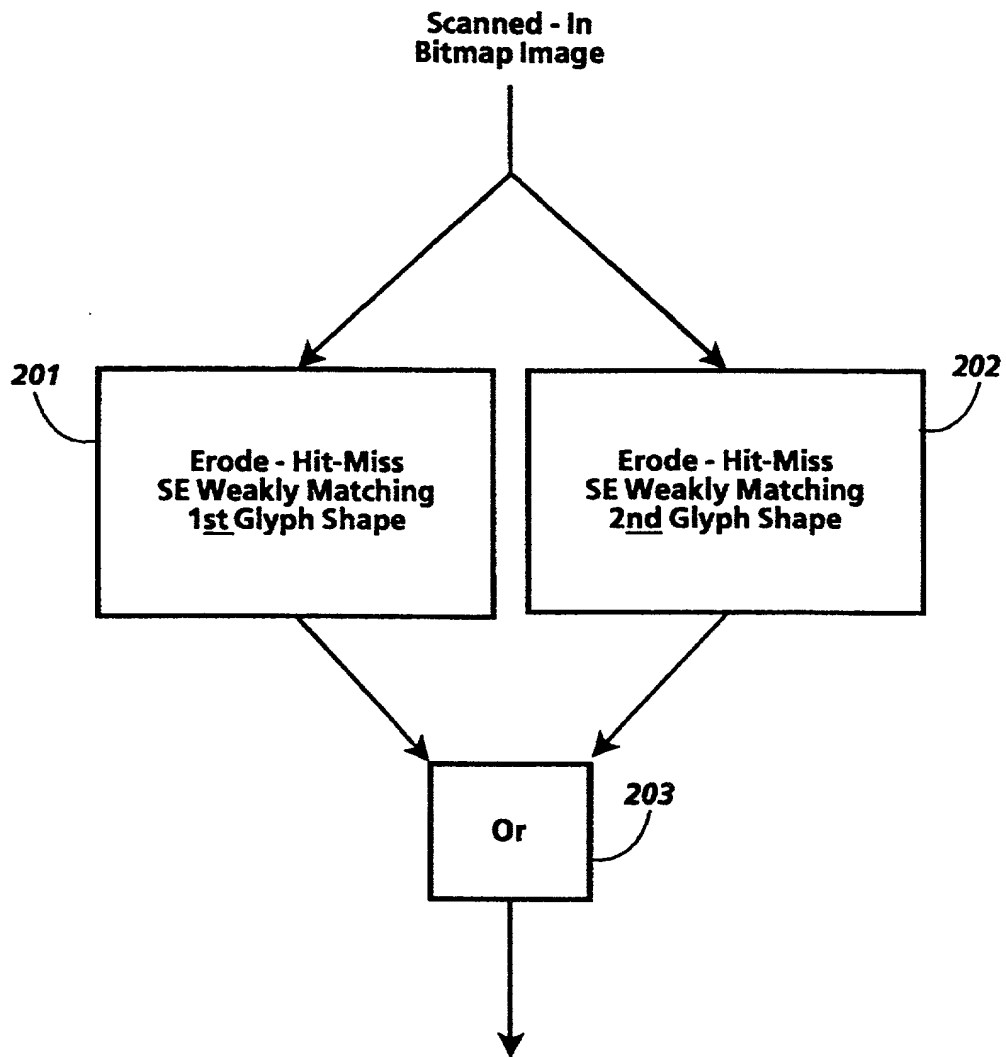 Scanned - In
Bitmap Image
201
202
Erode - Hit-Miss
SE Weakly Matching
1st Glyph Shape
Erode - Hit-Miss
SE Weakly Matching
2nd Glyph Shape
203
Or